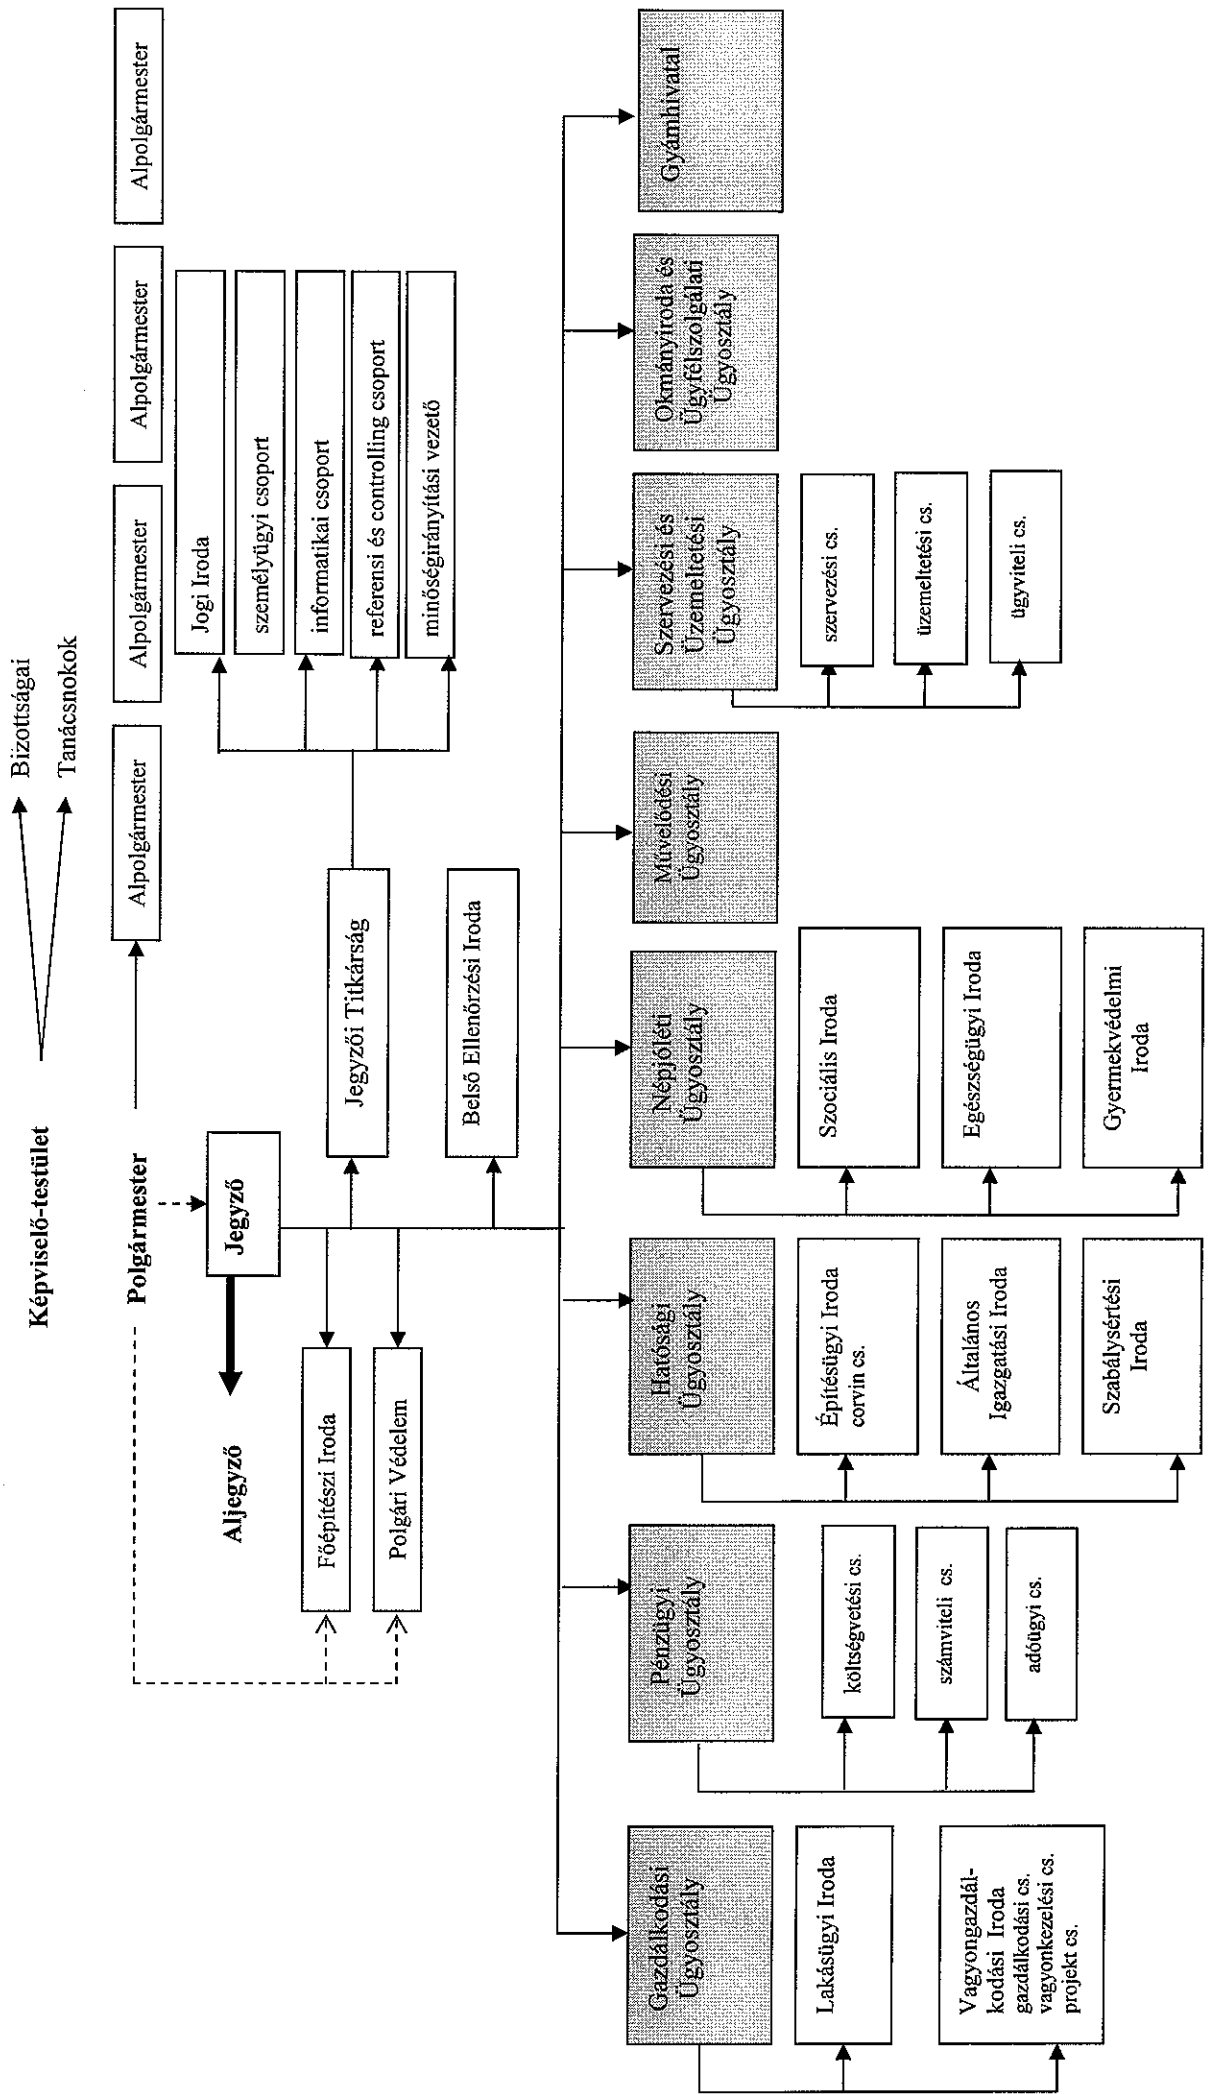 Képviselő-testület
Bizottságai
Tanácsnokok
Polgármester
Alpolgármester
Alpolgármester
Alpolgármester
Alpolgármester
Jegyző
Aljegyző
Jogi Iroda
személyügyi csoport
informatikai csoport
referensi és controlling csoport
minőségirányítási vezető
Főépítészi Iroda
Jegyzői Titkárság
Polgári Védelem
Belső Ellenőrzési Iroda
Gazdálkodási
Ügyosztály
Pénzügyi
Ügyosztály
Hatósági
Ügyosztály
Népjóléti
Ügyosztály
Művelődési
Ügyosztály
Szervezési és
Üzemeltetési
Ügyosztály
Okmányiroda és
Ügyfélszolgálati
Ügyosztály
Gyámhivatal
Lakásügyi Iroda
Vagyongazdál-
kodási Iroda
gazdálkodási cs.
vagyonkezelési cs.
projekt cs.
költségvetési cs.
számviteli cs.
adóügyi cs.
Építésügyi Iroda
corvin cs.
Általános
Igazgatási Iroda
Szabálysértési
Iroda
Szociális Iroda
Egészségügyi Iroda
Gyermekvédelmi
Iroda
szervezési cs.
üzemeltetési cs.
ügyviteli cs.